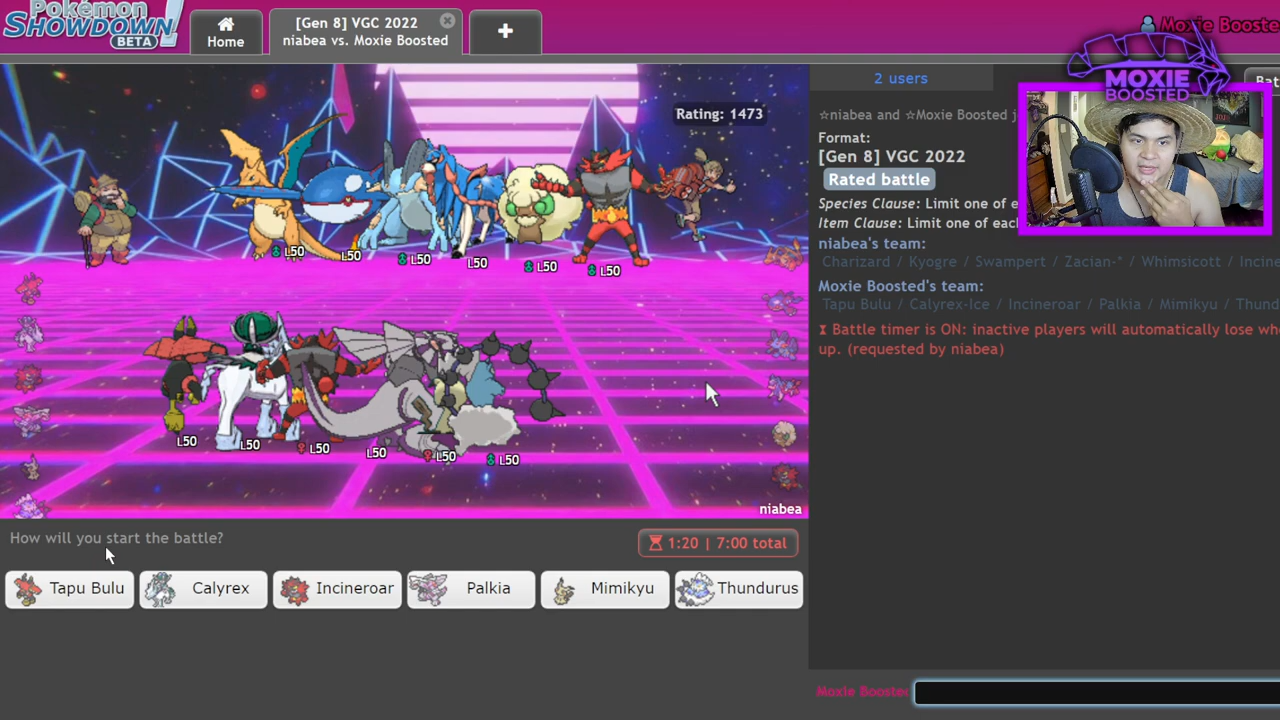 Pokémon
SHOWDOWN!
BETA
Home
[Gen 8] VGC 2022
niabea vs. Moxie Boosted
+
Moxie Booste
Rating: 1473
2 users
Bat
MOXIE
BOOSTED
☆niabea and ☆Moxie Boosted j
Format:
[Gen 8] VGC 2022
Rated battle
Species Clause: Limit one of e
Item Clause: Limit one of each
niabea's team:
Charizard / Kyogre / Swampert / Zacian-* / Whimsicott / Incine
Moxie Boosted's team:
Tapu Bulu / Calyrex-Ice / Incineroar / Palkia / Mimikyu / Thund
Battle timer is ON: inactive players will automatically lose whe
up. (requested by niabea)
L50
L50
L50
L50
L50
L50
L50
L50
L50
L50
L50
L50
niabea
How will you start the battle?
1:20 | 7:00 total
Tapu Bulu
Calyrex
Incineroar
Palkia
Mimikyu
Thundurus
Moxie Boosted